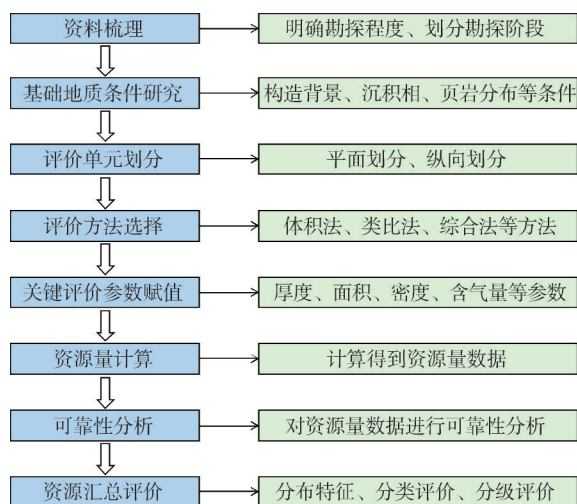 资料梳理
明确勘探程度、划分勘探阶段
基础地质条件研究
构造背景、沉积相、页岩分布等条件
评价单元划分
平面划分、纵向划分
评价方法选择
体积法、类比法、综合法等方法
关键评价参数赋值
厚度、面积、密度、含气量等参数
资源量计算
计算得到资源量数据
可靠性分析
对资源量数据进行可靠性分析
资源汇总评价
分布特征、分类评价、分级评价